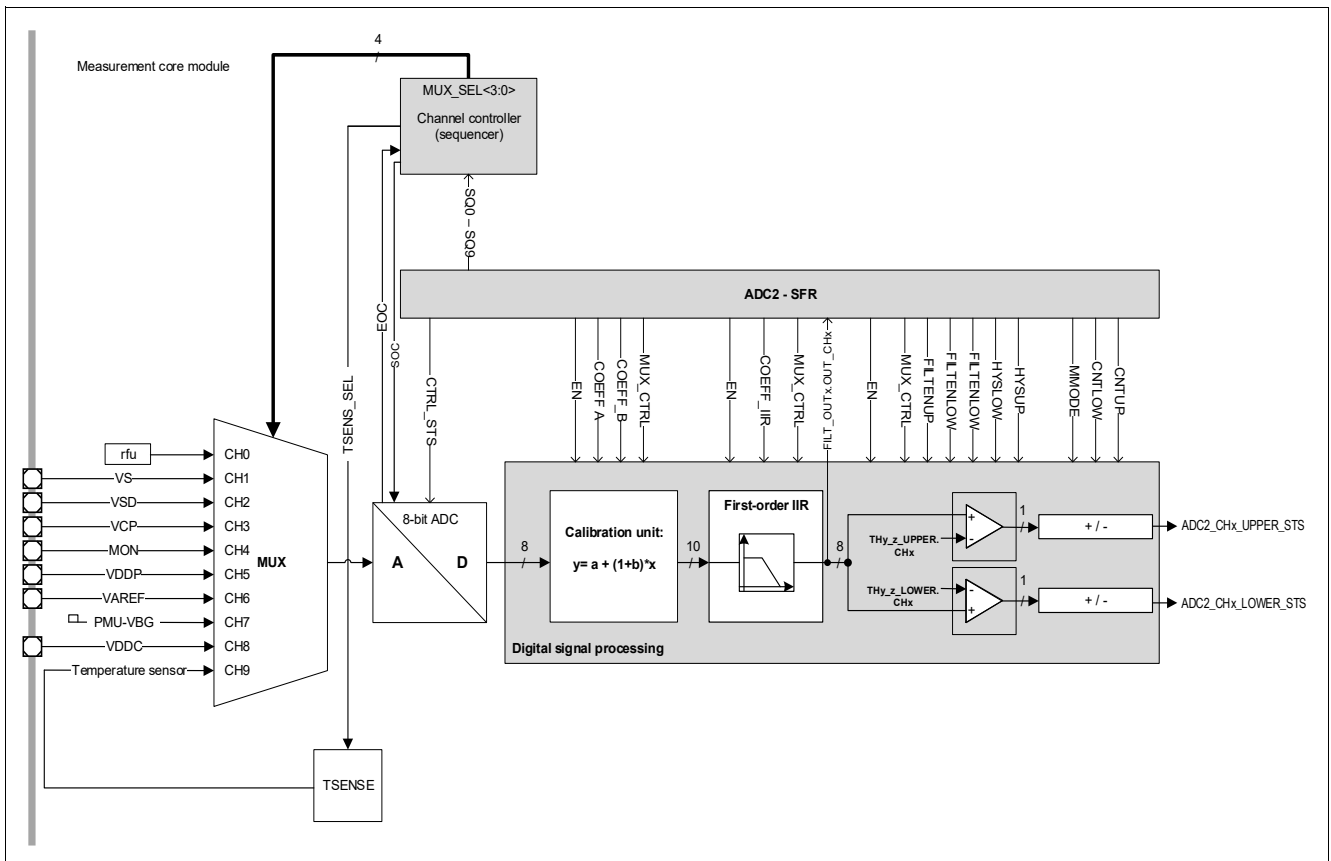 4
Measurement core module
MUX_SEL<3:0>
Channel controller
(sequencer)
SQ0 – SQ9
ADC2 - SFR
EOC
SOC
TSENS_SEL
CTRL_STS
EN
COEFF_A
COEFF_B
MUX_CTRL
EN
COEFF_IIR
MUX_CTRL
FILT_OUTx.OUT_CHx
EN
MUX_CTRL
FILTENUP
FILTENLOW
FILTENLOW
HYSLOW
HYSUP
MMODE
CNTLOW
CNTUP
rfu
CH0
VS
CH1
VSD
CH2
VCP
CH3
MON
CH4
VDDP
CH5
VAREF
CH6
PMU-VBG
CH7
VDDC
CH8
Temperature sensor
CH9
MUX
8-bit ADC
A
D
8
Calibration unit:
y= a + (1+b)*x
10
First-order IIR
8
+
THy_z_UPPER.
CHx
-
1
+ / -
ADC2_CHx_UPPER_STS
THy_z_LOWER.
CHx
-
+
1
+ / -
ADC2_CHx_LOWER_STS
Digital signal processing
TSENSE